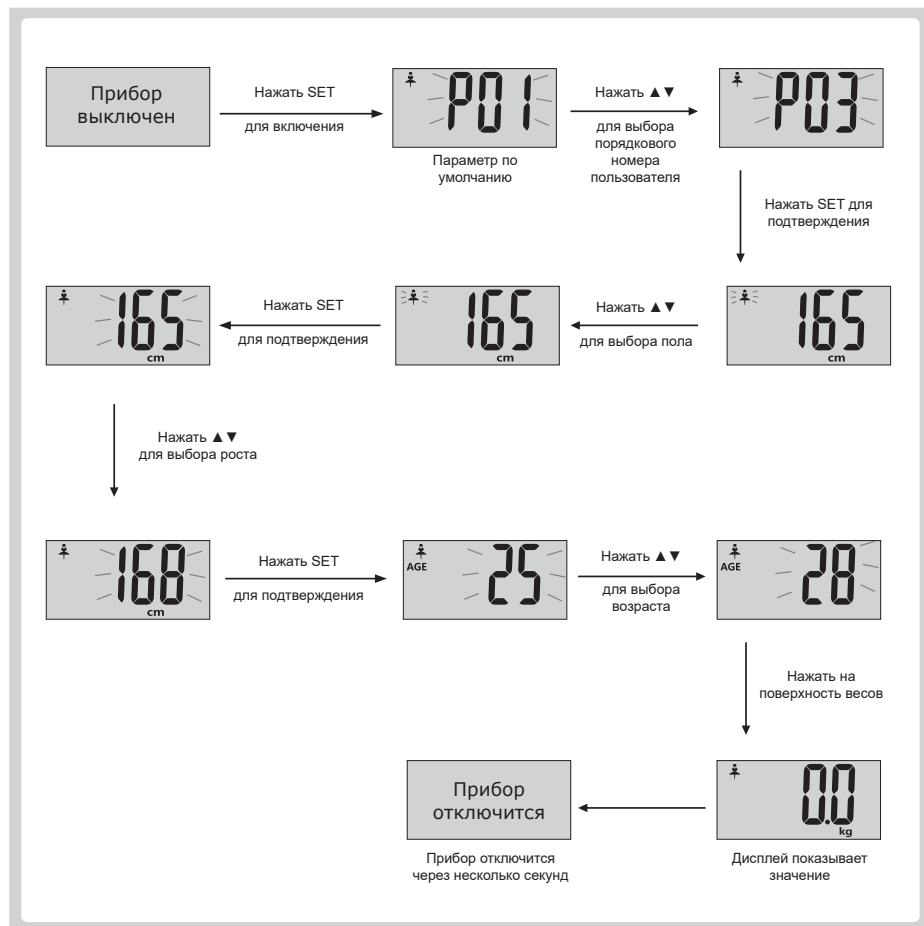 Прибор
выключен
Нажать SET
для включения
P01
Параметр по
умолчанию
Нажать ▲▼
для выбора
порядкового
номера
пользователя
P03
Нажать SET для
подтверждения
165
cm
Нажать ▲▼
для выбора пола
165
cm
Нажать SET
для подтверждения
165
cm
Нажать ▲▼
для выбора роста
168
cm
Нажать SET
для подтверждения
AGE
25
Нажать ▲▼
для выбора
возраста
AGE
28
Нажать на
поверхность весов
0.0
kg
Дисплей показывает
значение
Прибор
отключится
Прибор отключится
через несколько секунд